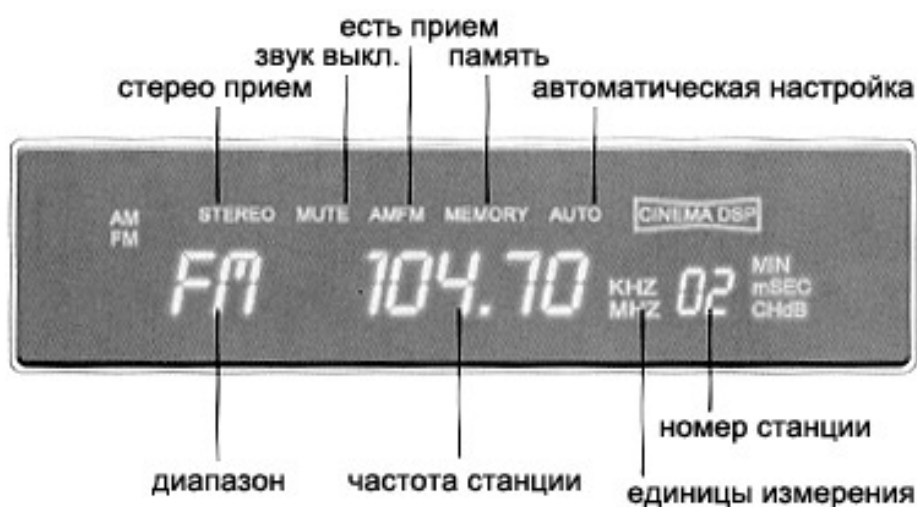 есть прием
звук выкл. память
стерео прием автоматическая настройка
AM STEREO MUTE AMFM MEMORY AUTO CINEMA DSP
FM
FM 104.70 KHZ 02 MIN
MHZ mSEC
CHdB
номер станции
диапазон частота станции единицы измерения